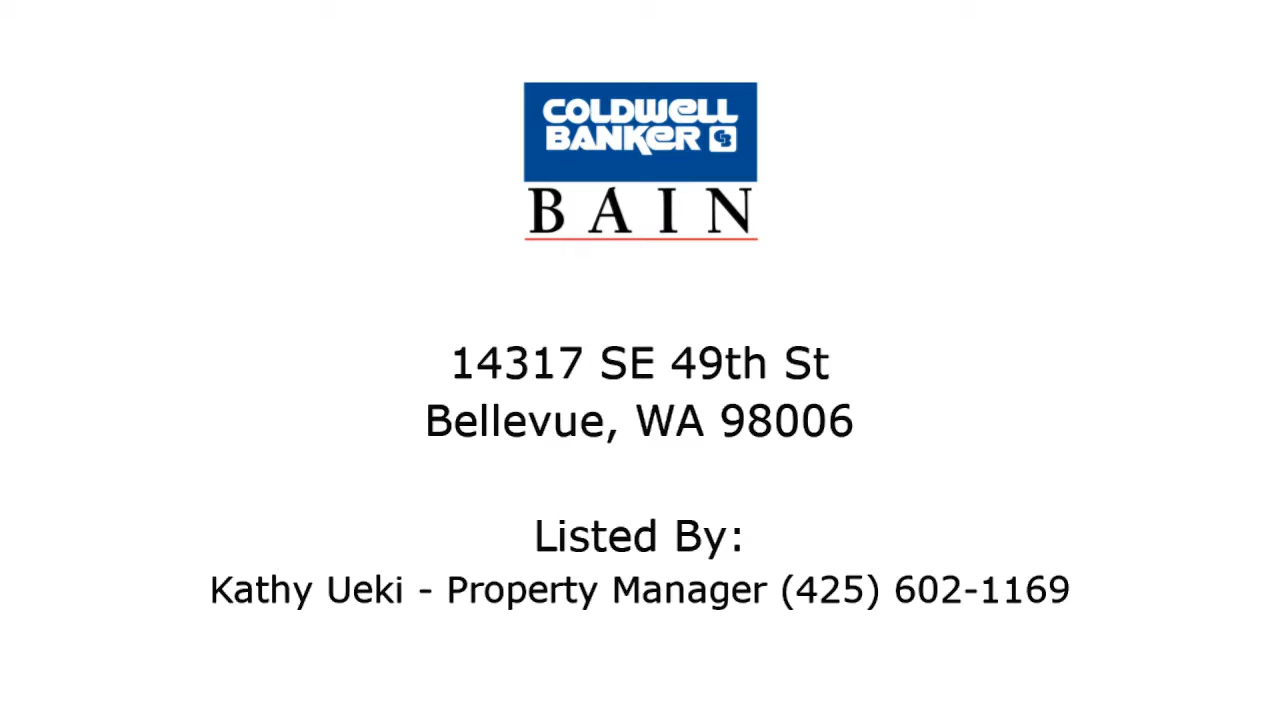 COLDWELL
BANKER CB
BAIN
14317 SE 49th St
Bellevue, WA 98006
Listed By:
Kathy Ueki - Property Manager (425) 602-1169